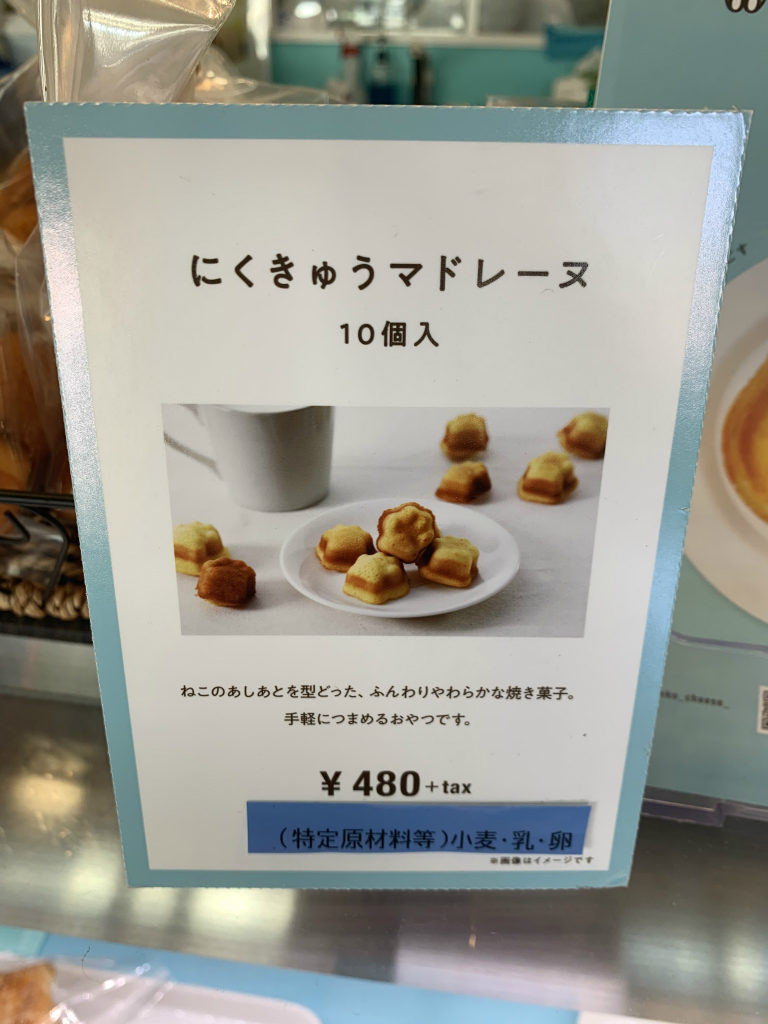 にくきゅうマドレーヌ
10個入
ねこのあしあとを型どった、ふんわりやわらかな焼き菓子。
手軽につまめるおやつです。
¥ 480+tax
（特定原材料等）小麦・乳・卵
※画像はイメージです